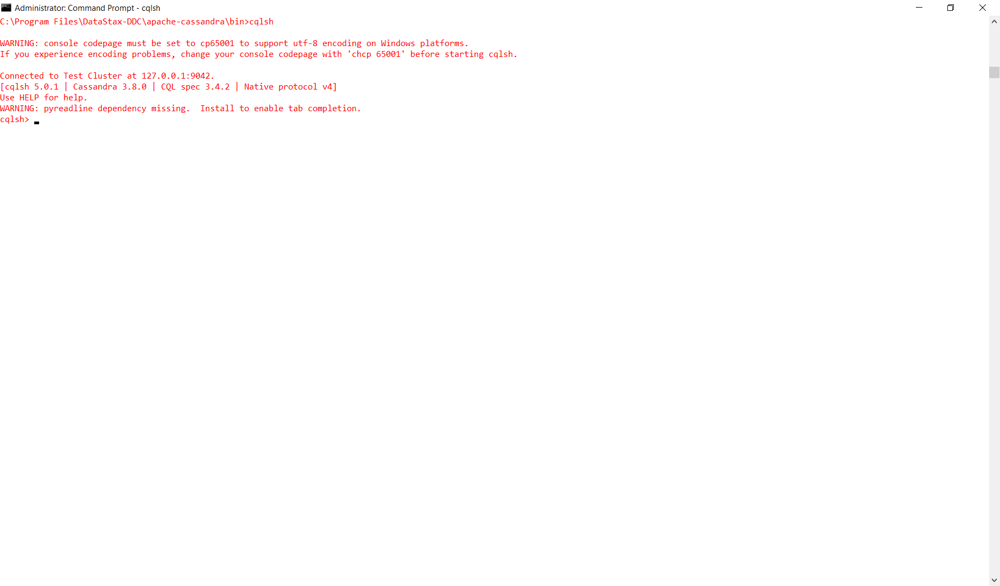 Administrator: Command Prompt - cqlsh
C:\Program Files\DataStax-DDC\apache-cassandra\bin>cqlsh
WARNING: console codepage must be set to cp65001 to support utf-8 encoding on Windows platforms.
If you experience encoding problems, change your console codepage with 'chcp 65001' before starting cqlsh.
Connected to Test Cluster at 127.0.0.1:9042.
[cqlsh 5.0.1 | Cassandra 3.8.0 | CQL spec 3.4.2 | Native protocol v4]
Use HELP for help.
WARNING: pyreadline dependency missing.  Install to enable tab completion.
cqlsh>